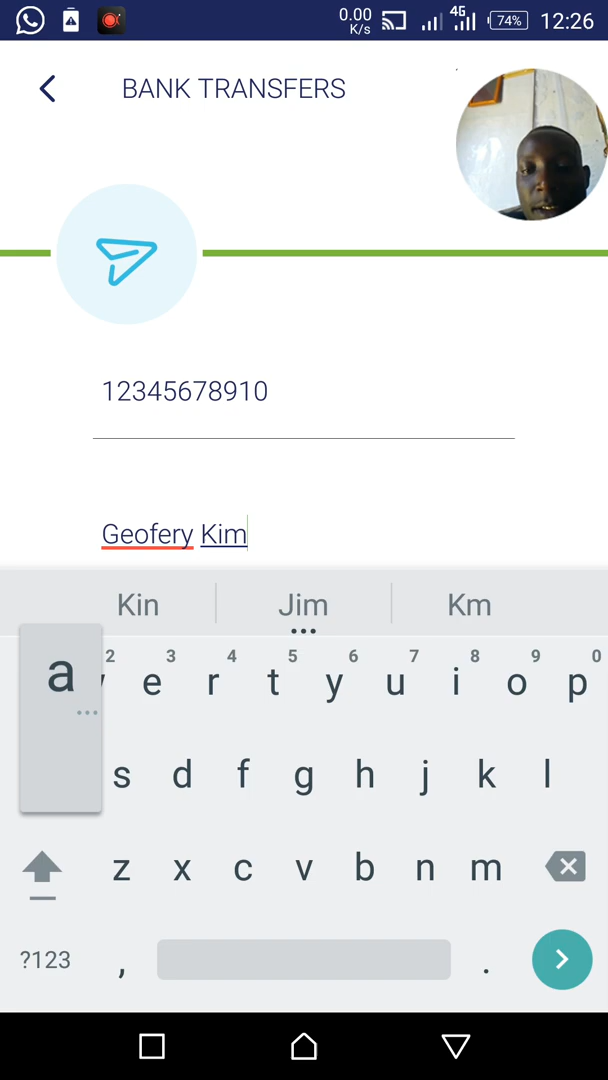 0.00 K/s 4G 74% 12:26
BANK TRANSFERS
12345678910
Geofery Kim
Kin Jim Km
a 2 e 3 r 4 t 5 y 6 u 7 i 8 o 9 p 0
s d f g h j k l
z x c v b n m
?123 , .